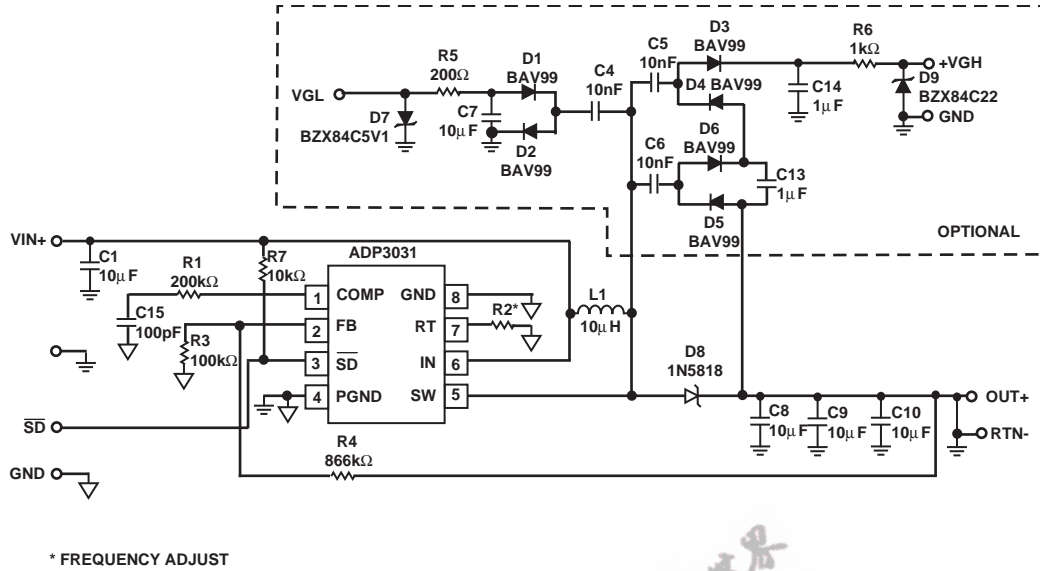 D3
BAV99
R6
1kΩ
C5
10nF
D1
BAV99
R5
200Ω
C4
10nF
+VGH
D9
BZX84C22
VGL
D4 BAV99
C14
1μF
GND
D7
BZX84C5V1
C7
10μF
D2
BAV99
D6
BAV99
C6
10nF
C13
1μF
D5
BAV99
OPTIONAL
VIN+
C1
10μF
R7
10kΩ
ADP3031
R1
200kΩ
1 COMP GND 8
R2*
L1
10μH
C15
100pF
2 FB RT 7
R3
100kΩ
3 SD IN 6
D8
1N5818
4 PGND SW 5
OUT+
C8
10μF
C9
10μF
C10
10μF
SD
RTN-
R4
866kΩ
GND
* FREQUENCY ADJUST